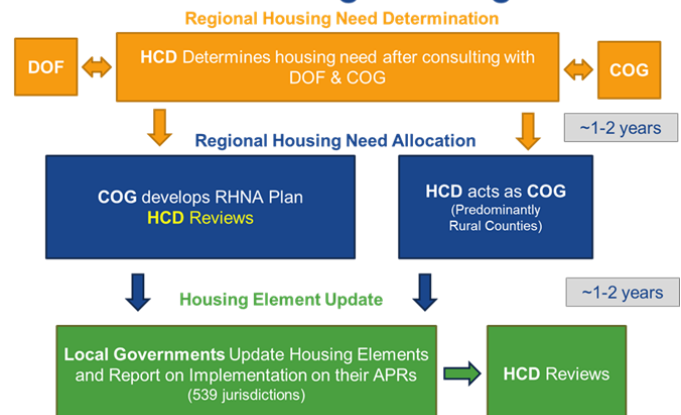 Regional Housing Need Determination
DOF
HCD Determines housing need after consulting with
DOF & COG
COG
~1-2 years
Regional Housing Need Allocation
COG develops RHNA Plan
HCD Reviews
HCD acts as COG
(Predominantly
Rural Counties)
~1-2 years
Housing Element Update
Local Governments Update Housing Elements
and Report on Implementation on their APRs
(539 jurisdictions)
HCD Reviews